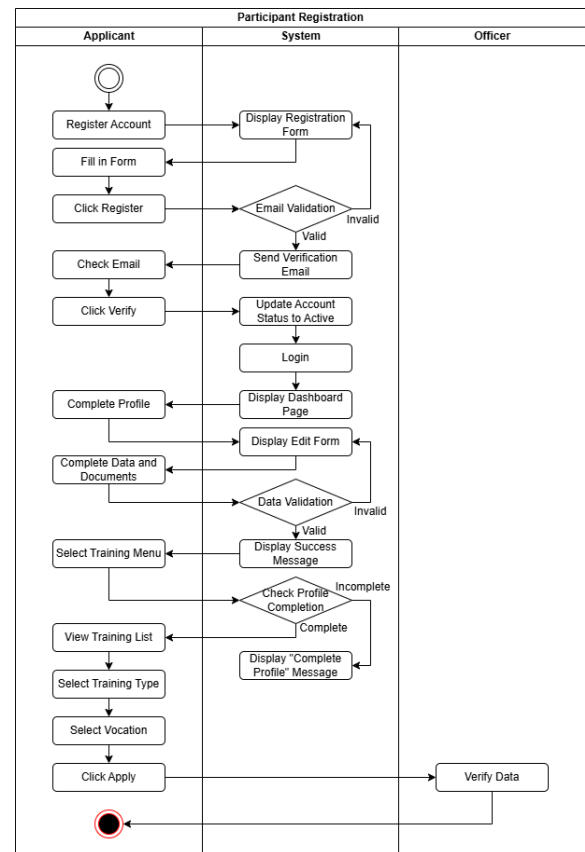 Participant Registration
Applicant
System
Officer
Register Account
Display Registration
Form
Fill in Form
Click Register
Email Validation
Invalid
Valid
Check Email
Send Verification
Email
Click Verify
Update Account
Status to Active
Login
Complete Profile
Display Dashboard
Page
Display Edit Form
Complete Data and
Documents
Data Validation
Invalid
Valid
Select Training Menu
Display Success
Message
Check Profile
Completion
Incomplete
Complete
View Training List
Display "Complete
Profile" Message
Select Training Type
Select Vocation
Click Apply
Verify Data